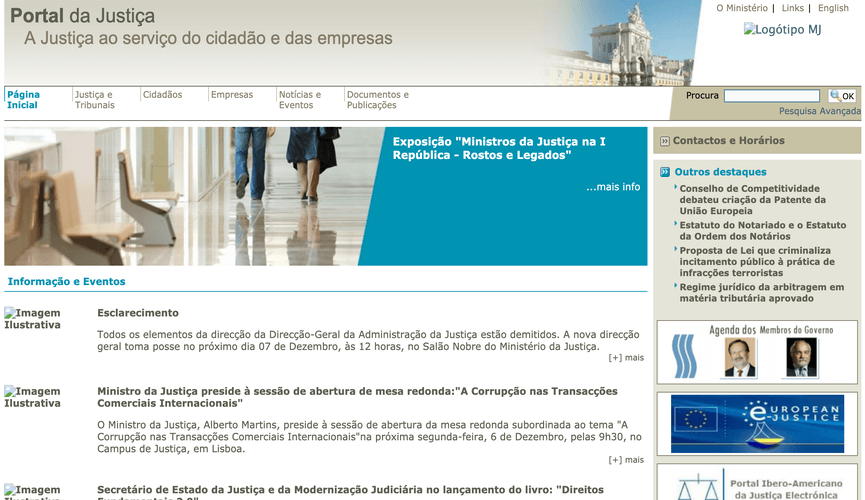 Portal da Justiça
A Justiça ao serviço do cidadão e das empresas
O Ministério | Links | English
Logótipo MJ
Página
Inicial
Justiça e
Tribunais
Cidadãos
Empresas
Notícias e
Eventos
Documentos e
Publicações
Procura
OK
Pesquisa Avançada
Exposição "Ministros da Justiça na I
República - Rostos e Legados"
...mais info
Informação e Eventos
Imagem
Ilustrativa
Esclarecimento
Todos os elementos da direcção da Direcção-Geral da Administração da Justiça estão demitidos. A nova direcção
geral toma posse no próximo dia 07 de Dezembro, às 12 horas, no Salão Nobre do Ministério da Justiça.
[+] mais
Imagem
Ilustrativa
Ministro da Justiça preside à sessão de abertura de mesa redonda:"A Corrupção nas Transacções
Comerciais Internacionais"
O Ministro da Justiça, Alberto Martins, preside à sessão de abertura da mesa redonda subordinada ao tema "A
Corrupção nas Transacções Comerciais Internacionais"na próxima segunda-feira, 6 de Dezembro, pelas 9h30, no
Campus de Justiça, em Lisboa.
[+] mais
Imagem
Secretário de Estado da Justiça e da Modernização Judiciária no lançamento do livro: "Direitos
Contactos e Horários
Outros destaques
Conselho de Competitividade
debateu criação da Patente da
União Europeia
Estatuto do Notariado e o Estatuto
da Ordem dos Notários
Proposta de Lei que criminaliza
incitamento público à prática de
infracções terroristas
Regime jurídico da arbitragem em
matéria tributária aprovado
Agenda dos Membros do Governo
EUROPEAN
e-JUSTICE
Portal Ibero-Americano
da Justiça Electrónica